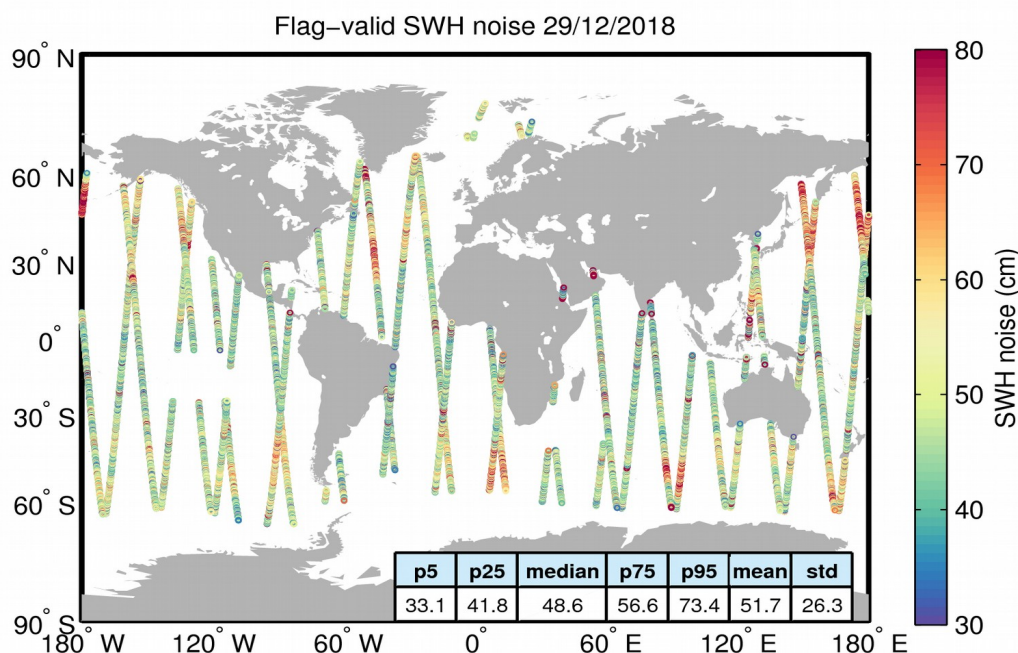 Flag−valid SWH noise 29/12/2018
90° N
60° N
30° N
0°
30° S
60° S
90° S
180° W
120° W
60° W
0°
60° E
120° E
180° E
80
70
60
50
40
30
SWH noise (cm)
p5 p25 median p75 p95 mean std
33.1 41.8 48.6 56.6 73.4 51.7 26.3